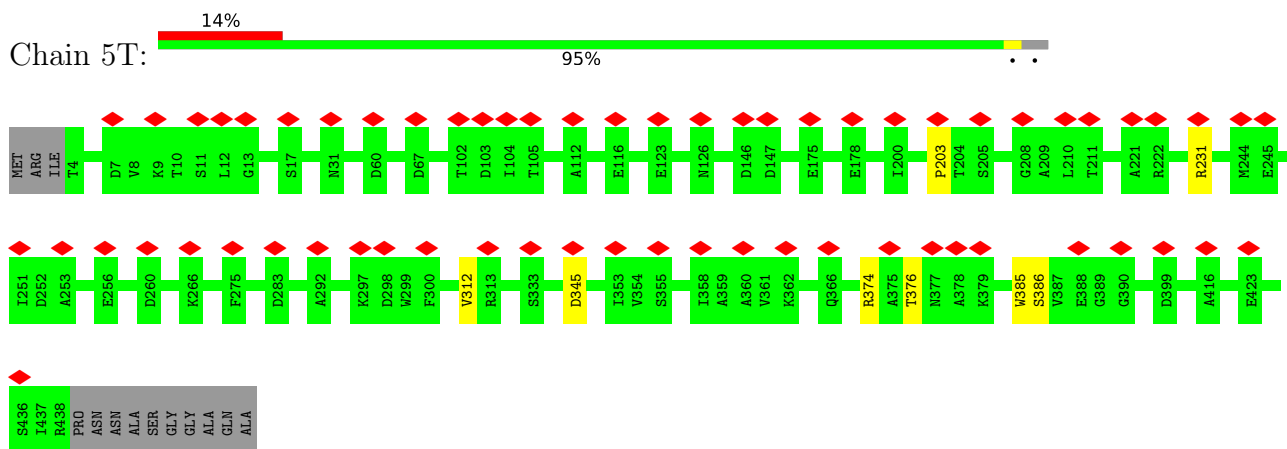 14%
Chain 5T:
95%
. .
MET ARG ILE T4 D7 V8 K9 T10 S11 L12 G13 S17 N31 D60 D67 T102 D103 I104 T105 A112 E116 E123 N126 D146 D147 E175 E178 I200 P203 T204 S205 G208 A209 L210 T211 A221 R222 R231 M244 E245
I251 D252 A253 E256 D260 K266 F275 D283 A292 K297 D298 W299 F300 V312 R313 S333 D345 I353 V354 S355 I358 A359 A360 V361 K362 Q366 R374 A375 T376 N377 A378 K379 W385 S386 V387 E388 G389 G390 D399 A416 E423
S436 I437 R438 PRO ASN ASN ALA SER GLY GLY ALA GLN ALA